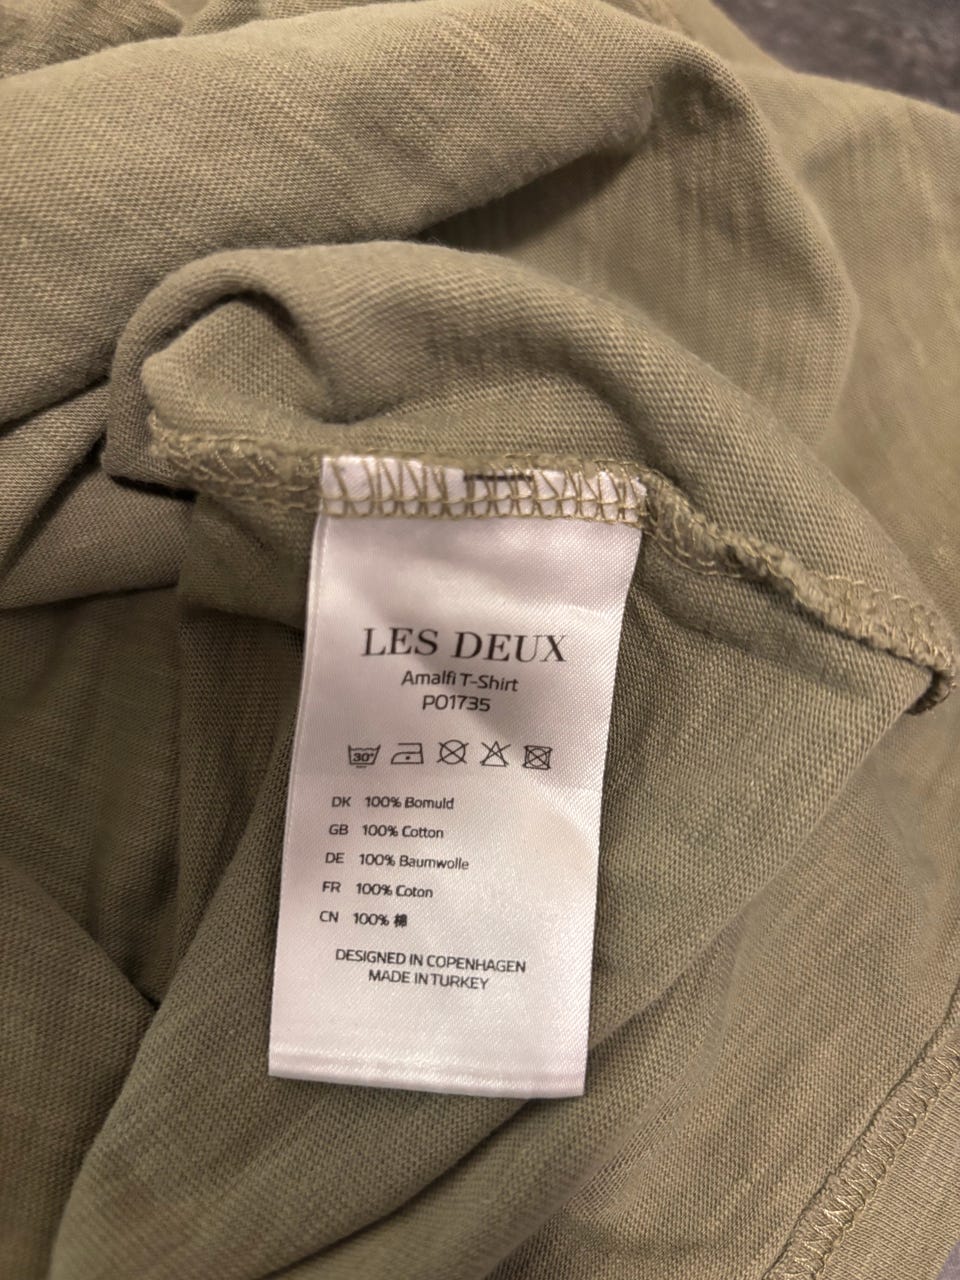 LES DEUX
Amalfi T-Shirt
PO1735
30°
DK 100% Bomuld
GB 100% Cotton
DE 100% Baumwolle
FR 100% Coton
CN 100% 棉
DESIGNED IN COPENHAGEN
MADE IN TURKEY